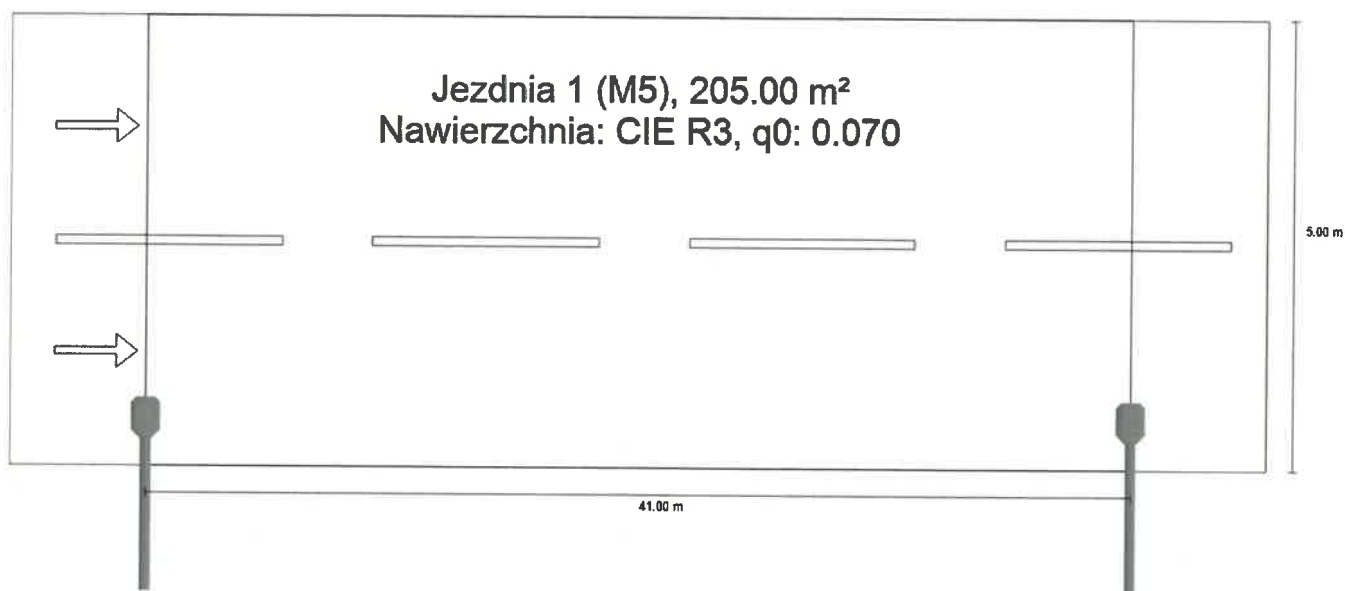 Jezdnia 1 (M5), 205.00 m²
Nawierzchnia: CIE R3, q0: 0.070
5.00 m
41.00 m